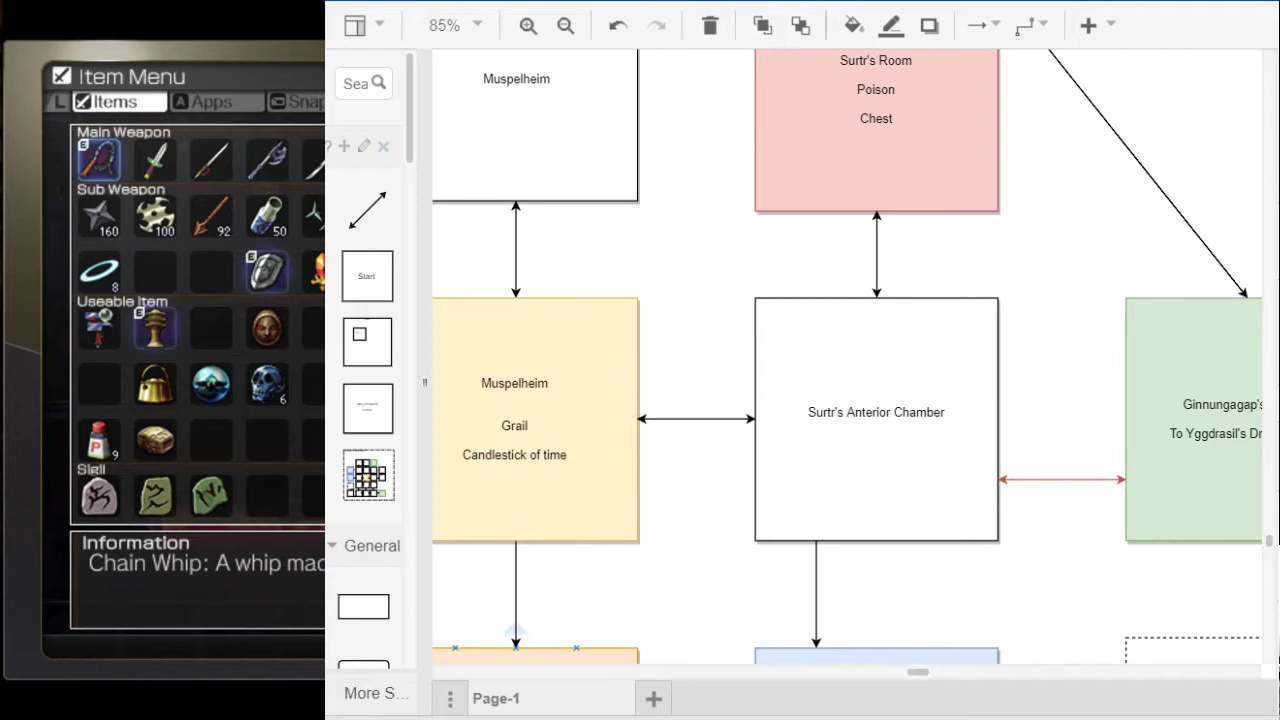 Item Menu
L
Items
A
Apps
Snap
Main Weapon
E
Sub Weapon
160
100
92
50
8
E
Useable Item
E
6
P
9
Sigil
Information
Chain Whip: A whip mad
85%
Sea
?
Start
General
More S...
Muspelheim
Surtr's Room
Poison
Chest
Muspelheim
Grail
Candlestick of time
Surtr's Anterior Chamber
Ginnungagap's
To Yggdrasil's Dr
Page-1